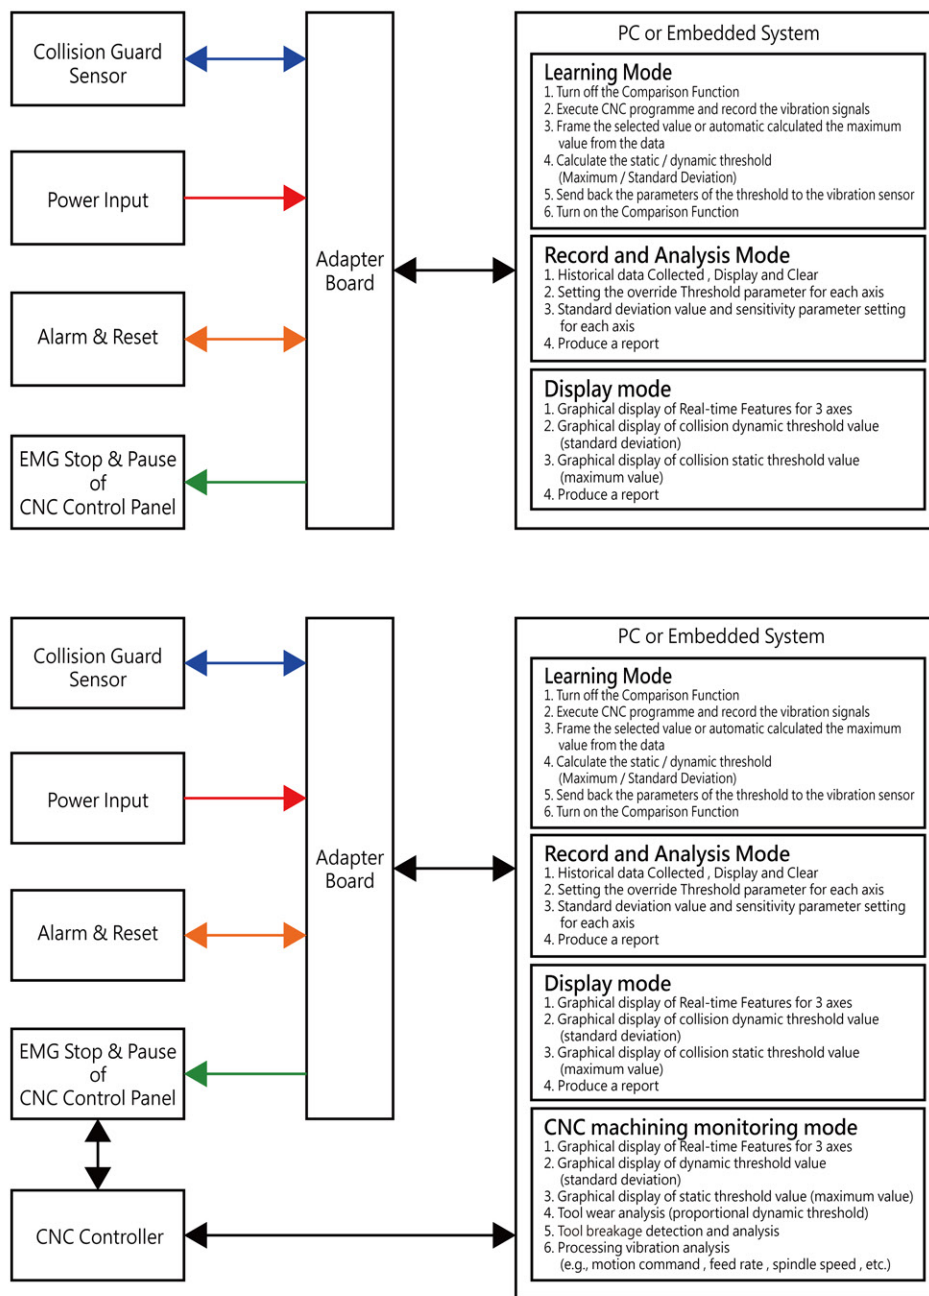 Collision Guard
Sensor
Power Input
Alarm & Reset
EMG Stop & Pause
of
CNC Control Panel
Adapter
Board
PC or Embedded System
Learning Mode
1. Turn off the Comparison Function
2. Execute CNC programme and record the vibration signals
3. Frame the selected value or automatic calculated the maximum
value from the data
4. Calculate the static / dynamic threshold
(Maximum / Standard Deviation)
5. Send back the parameters of the threshold to the vibration sensor
6. Turn on the Comparison Function
Record and Analysis Mode
1. Historical data Collected , Display and Clear
2. Setting the override Threshold parameter for each axis
3. Standard deviation value and sensitivity parameter setting
for each axis
4. Produce a report
Display mode
1. Graphical display of Real-time Features for 3 axes
2. Graphical display of collision dynamic threshold value
(standard deviation)
3. Graphical display of collision static threshold value
(maximum value)
4. Produce a report
Collision Guard
Sensor
Power Input
Alarm & Reset
EMG Stop & Pause
of
CNC Control Panel
CNC Controller
Adapter
Board
PC or Embedded System
Learning Mode
1. Turn off the Comparison Function
2. Execute CNC programme and record the vibration signals
3. Frame the selected value or automatic calculated the maximum
value from the data
4. Calculate the static / dynamic threshold
(Maximum / Standard Deviation)
5. Send back the parameters of the threshold to the vibration sensor
6. Turn on the Comparison Function
Record and Analysis Mode
1. Historical data Collected , Display and Clear
2. Setting the override Threshold parameter for each axis
3. Standard deviation value and sensitivity parameter setting
for each axis
4. Produce a report
Display mode
1. Graphical display of Real-time Features for 3 axes
2. Graphical display of collision dynamic threshold value
(standard deviation)
3. Graphical display of collision static threshold value
(maximum value)
4. Produce a report
CNC machining monitoring mode
1. Graphical display of Real-time Features for 3 axes
2. Graphical display of dynamic threshold value
(standard deviation)
3. Graphical display of static threshold value (maximum value)
4. Tool wear analysis (proportional dynamic threshold)
5. Tool breakage detection and analysis
6. Processing vibration analysis
(e.g., motion command , feed rate , spindle speed , etc.)